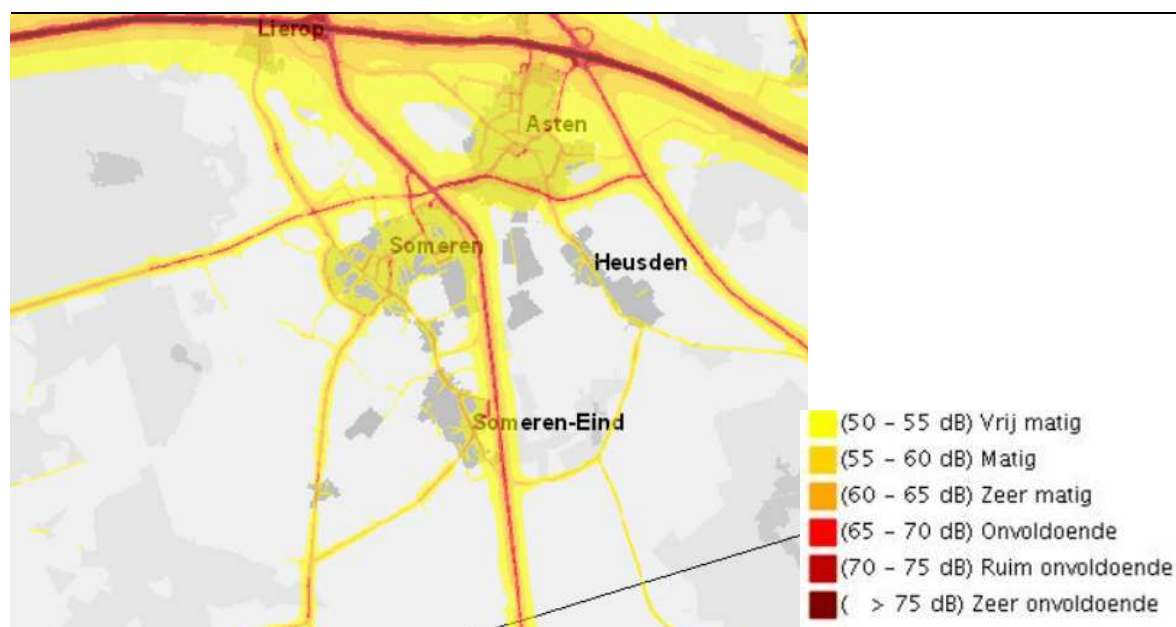 Lierop
Asten
Someren
Heusden
Someren-Eind
(50 - 55 dB) Vrij matig
(55 - 60 dB) Matig
(60 - 65 dB) Zeer matig
(65 - 70 dB) Onvoldoende
(70 - 75 dB) Ruim onvoldoende
( > 75 dB) Zeer onvoldoende